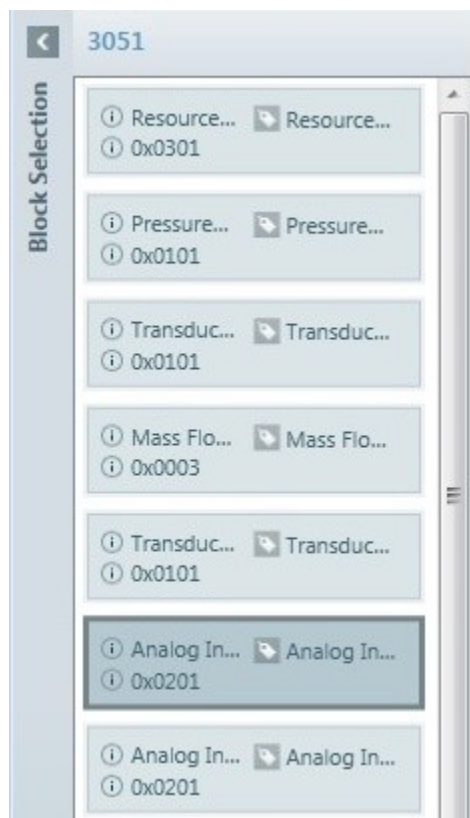 3051
Block Selection
Resource... Resource...
0x0301
Pressure... Pressure...
0x0101
Transduc... Transduc...
0x0101
Mass Flo... Mass Flo...
0x0003
Transduc... Transduc...
0x0101
Analog In... Analog In...
0x0201
Analog In... Analog In...
0x0201